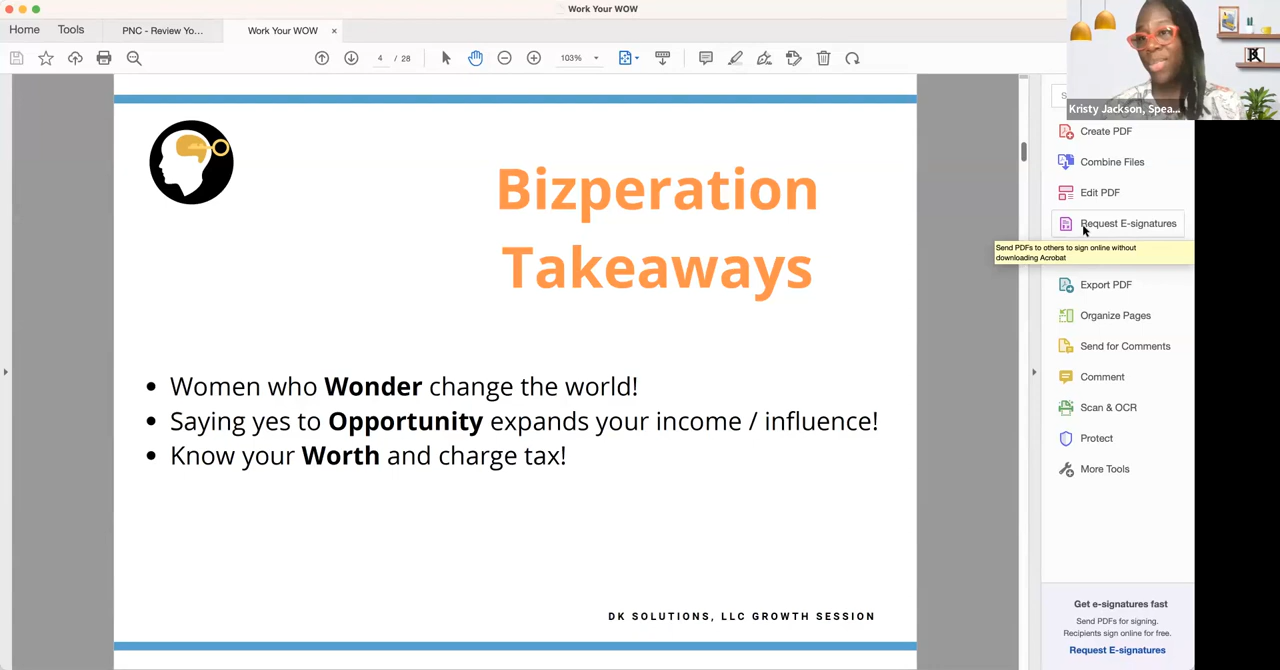 Work Your WOW
Home
Tools
PNC - Review Yo...
Work Your WOW
×
4 / 28
103%
Kristy Jackson, Spea...
S
Create PDF
Combine Files
Edit PDF
Request E-signatures
Send PDFs to others to sign online without
downloading Acrobat
Export PDF
Organize Pages
Send for Comments
Comment
Scan & OCR
Protect
More Tools
Get e-signatures fast
Send PDFs for signing.
Recipients sign online for free.
Request E-signatures
Bizperation
Takeaways
• Women who Wonder change the world!
• Saying yes to Opportunity expands your income / influence!
• Know your Worth and charge tax!
DK SOLUTIONS, LLC GROWTH SESSION